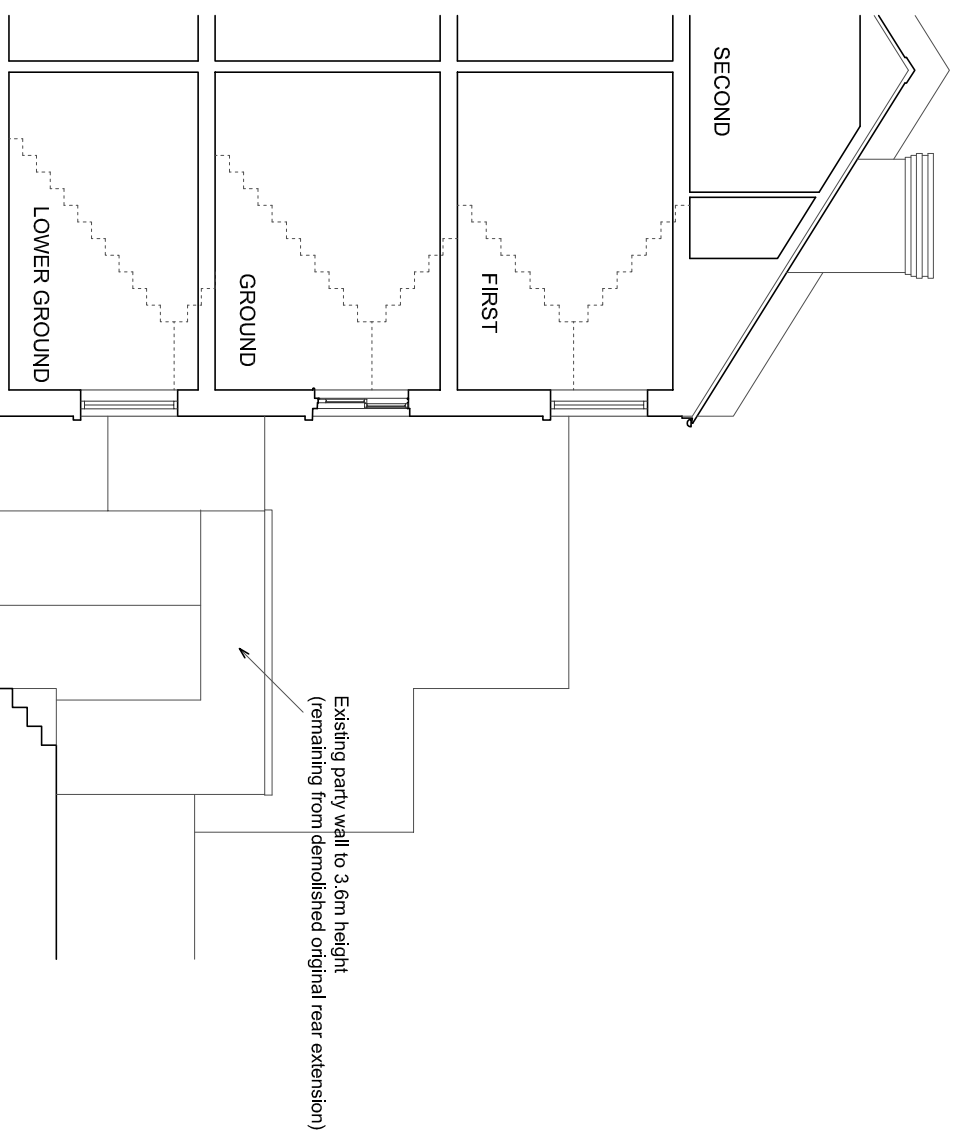 SECOND
FIRST
GROUND
LOWER GROUND
Existing party wall to 3.6m height
(remaining from demolished original rear extension)